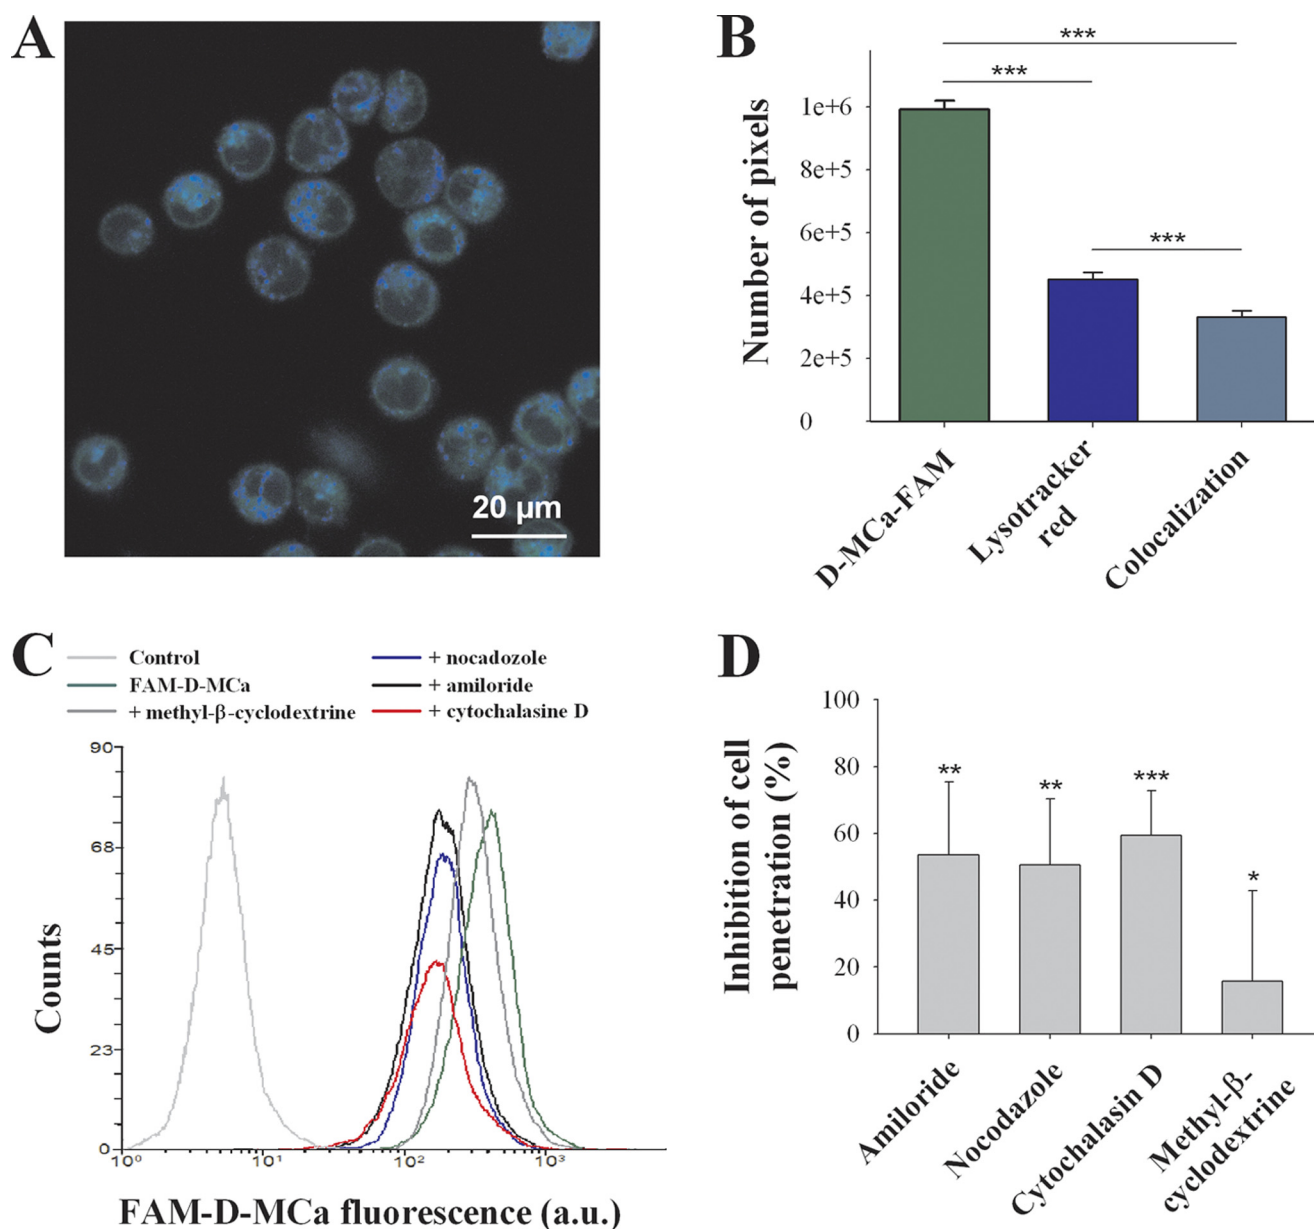 A
20 µm
B
Number of pixels
1e+6
8e+5
6e+5
4e+5
2e+5
0
***
***
***
D-MCa-FAM
Lysotracker
red
Colocalization
C
Control
FAM-D-MCa
+ methyl-β-cyclodextrine
+ nocadozole
+ amiloride
+ cytochalasine D
Counts
90
68
45
23
0
10⁰
10¹
10²
10³
FAM-D-MCa fluorescence (a.u.)
D
Inhibition of cell
penetration (%)
100
80
60
40
20
0
**
**
***
*
Amiloride
Nocodazole
Cytochalasin D
Methyl-β-
cyclodextrine